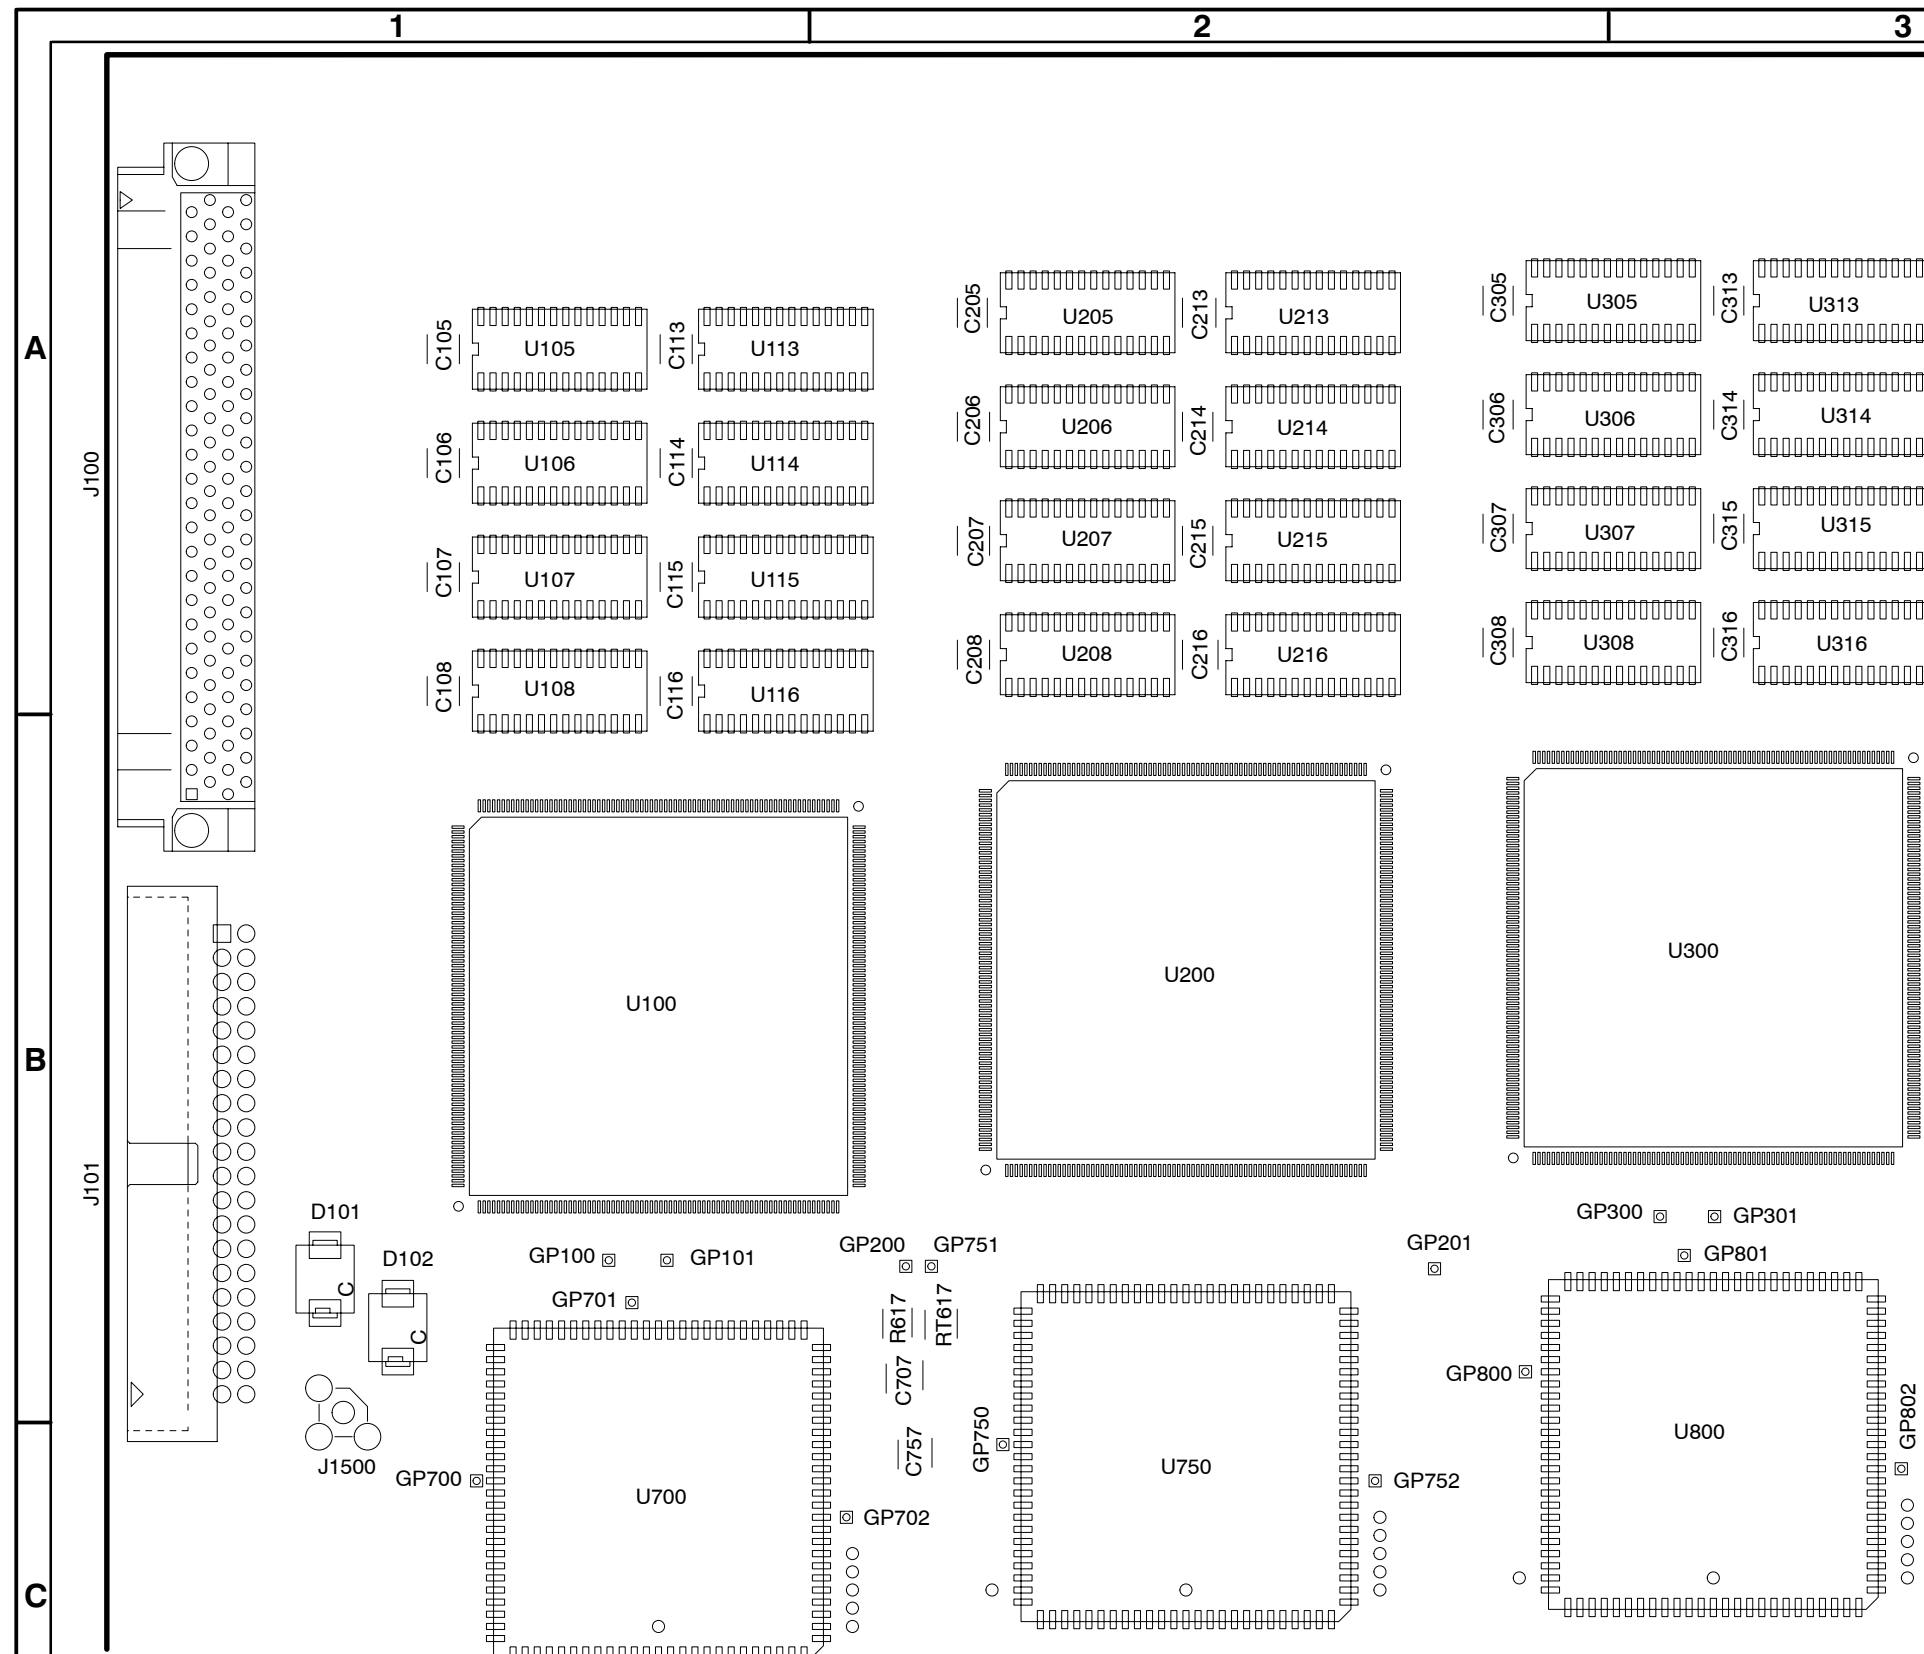 1 2 3
A
J100
C105 U105 C113 U113 C205 U205 C213 U213 C305 U305 C313 U313
C106 U106 C114 U114 C206 U206 C214 U214 C306 U306 C314 U314
C107 U107 C115 U115 C207 U207 C215 U215 C307 U307 C315 U315
C108 U108 C116 U116 C208 U208 C216 U216 C308 U308 C316 U316
B
U100 U200 U300
J101
D101
D102
C
C
J1500
GP100 GP101 GP200 GP751 GP201 GP300 GP301
GP801
GP701
R617 RT617
C707
C757
GP750
GP800
GP802
GP700 U700 GP702 U750 GP752 U800
C